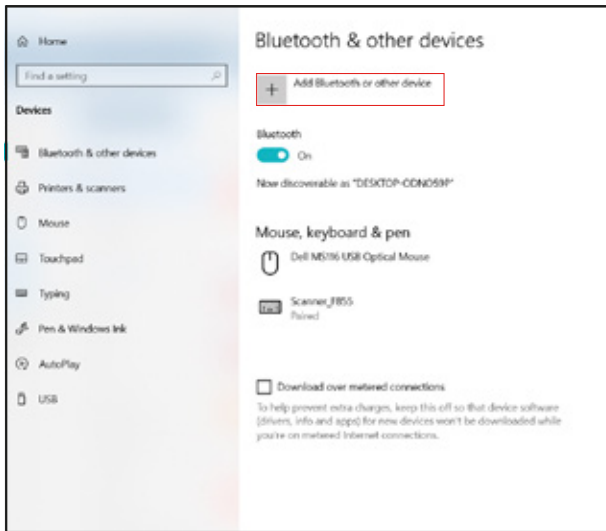 Home
Find a setting
Devices
Bluetooth & other devices
Printers & scanners
Mouse
Touchpad
Typing
Pen & Windows Ink
AutoPlay
USB
Bluetooth & other devices
Add Bluetooth or other device
Bluetooth
On
Now discoverable as
Mouse, keyboard & pen
Dell MS116 USB Optical Mouse
Scanner_F855
Paired
Download over metered connections
To help prevent extra charges, keep this off so that device software
(drivers, info and apps) for new devices won't be downloaded while
you're on metered Internet connections.